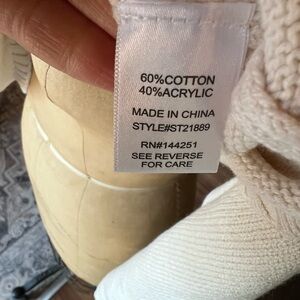 60%COTTON
40%ACRYLIC
MADE IN CHINA
STYLE#ST21889
RN#144251
SEE REVERSE
FOR CARE